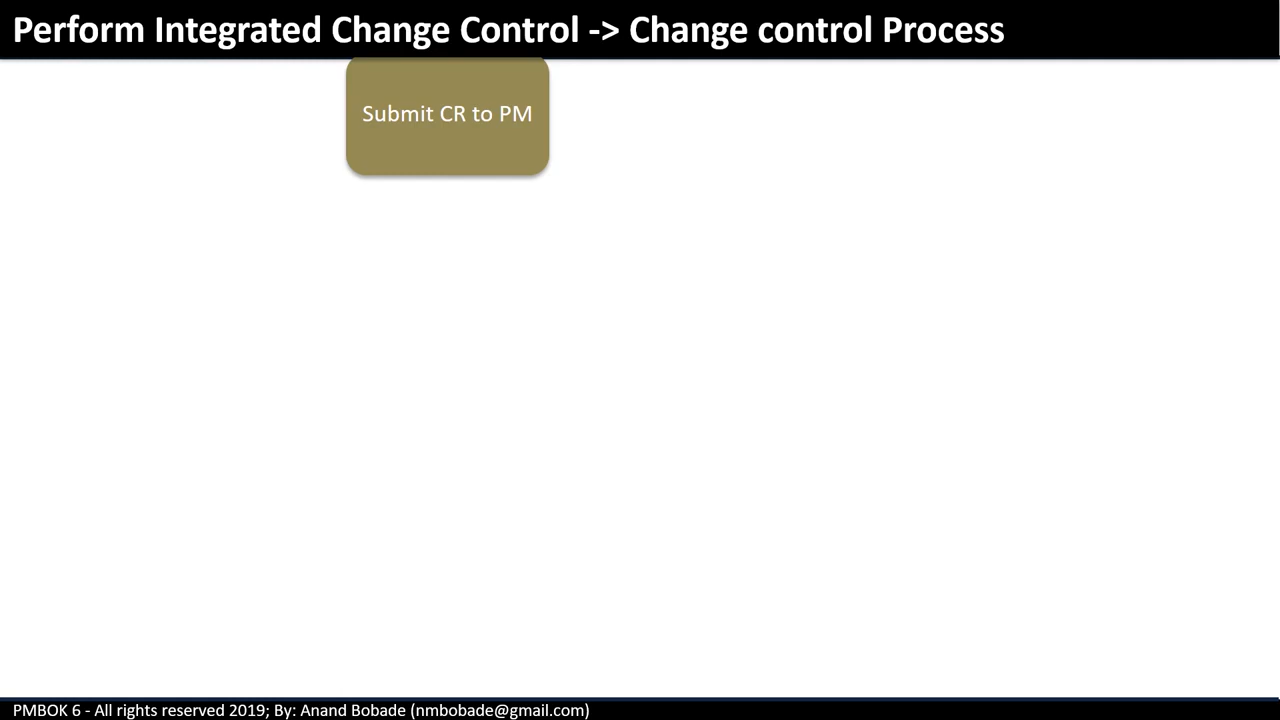 Perform Integrated Change Control -> Change control Process
Submit CR to PM
PMBOK 6 - All rights reserved 2019; By: Anand Bobade (nmbobade@gmail.com)